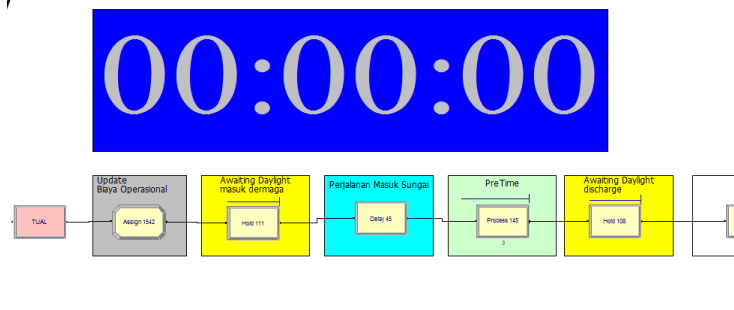 00:00:00
Update
Biaya Operasional
Awaiting Daylight
masuk dermaga
Perjalanan Masuk Sungai
PreTime
Awaiting Daylight
discharge
TUAL
Assign 1542
Hold 111
Delay 45
Process 145
Hold 108
0